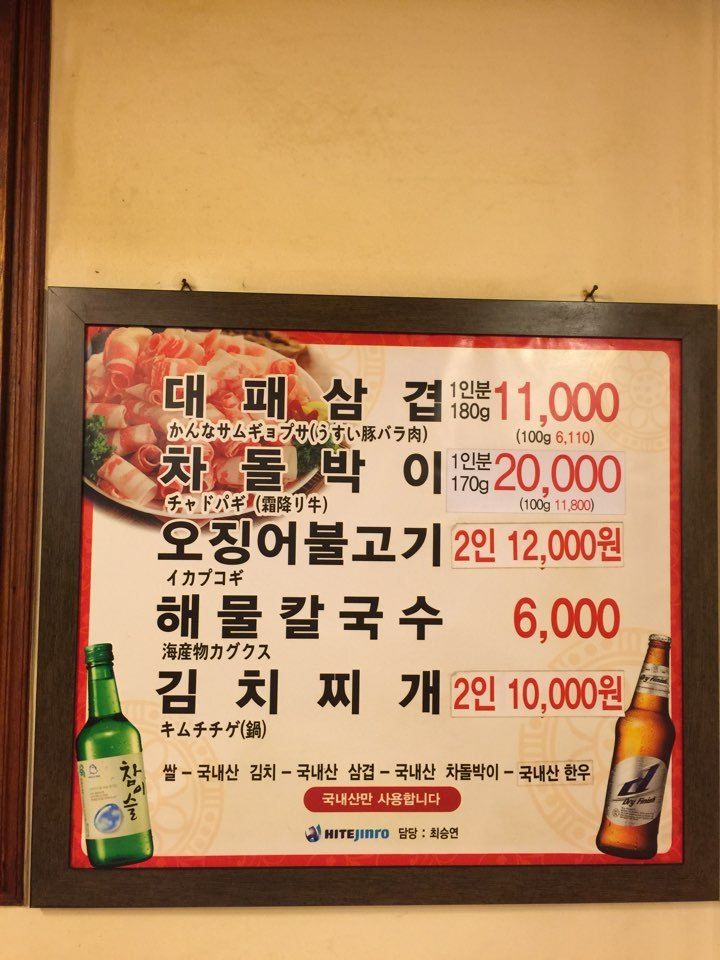 대패삼겹 1인분 180g 11,000
かんなサムギョプサ(うすい豚バラ肉) (100g 6,110)
차돌박이 1인분 170g 20,000
チャドパギ (霜降り牛) (100g 11,800)
오징어불고기 2인 12,000원
イカプコギ
해물칼국수 6,000
海産物カグクス
김치찌개 2인 10,000원
キムチチゲ(鍋)
쌀 - 국내산 김치 - 국내산 삼겹 - 국내산 차돌박이 - 국내산 한우
국내산만 사용합니다
HITEJINRO 담당 : 최승연
참이슬
d
Dry Finish